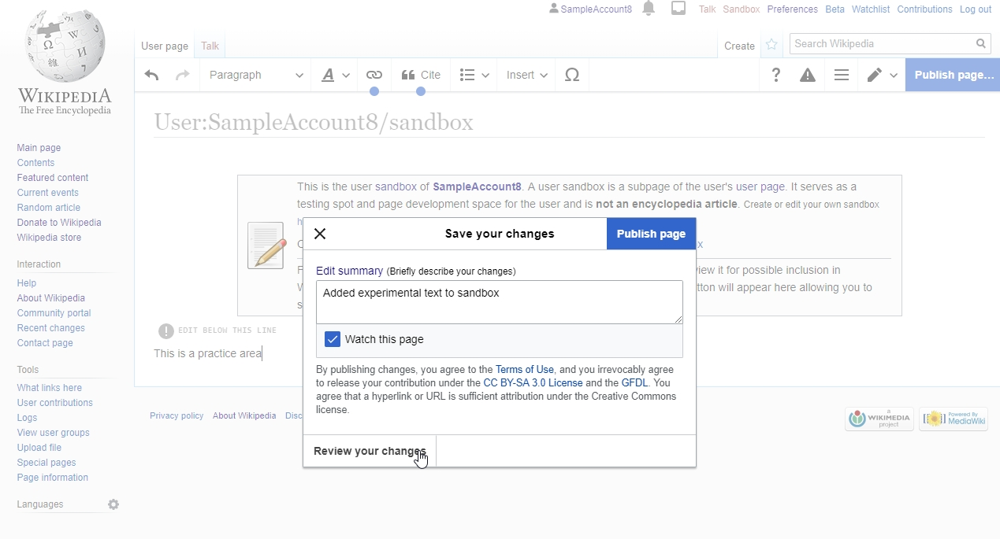 SampleAccount8 Talk Sandbox Preferences Beta Watchlist Contributions Log out
User page Talk Create Search Wikipedia
Paragraph A Cite Insert Ω ? Publish page...
WIKIPEDIA
The Free Encyclopedia
User:SampleAccount8/sandbox
Main page
Contents
Featured content
Current events
Random article
Donate to Wikipedia
Wikipedia store
Interaction
Help
About Wikipedia
Community portal
Recent changes
Contact page
Tools
What links here
User contributions
Logs
View user groups
Upload file
Special pages
Page information
Languages
This is the user sandbox of SampleAccount8. A user sandbox is a subpage of the user's user page. It serves as a
testing spot and page development space for the user and is not an encyclopedia article. Create or edit your own sandbox
view it for possible inclusion in
tton will appear here allowing you to
EDIT BELOW THIS LINE
This is a practice area
Save your changes Publish page
Edit summary (Briefly describe your changes)
Added experimental text to sandbox
Watch this page
By publishing changes, you agree to the Terms of Use, and you irrevocably agree
to release your contribution under the CC BY-SA 3.0 License and the GFDL. You
agree that a hyperlink or URL is sufficient attribution under the Creative Commons
license.
Review your changes
Privacy policy About Wikipedia Disc
a
WIKIMEDIA
project
Powered By
MediaWiki